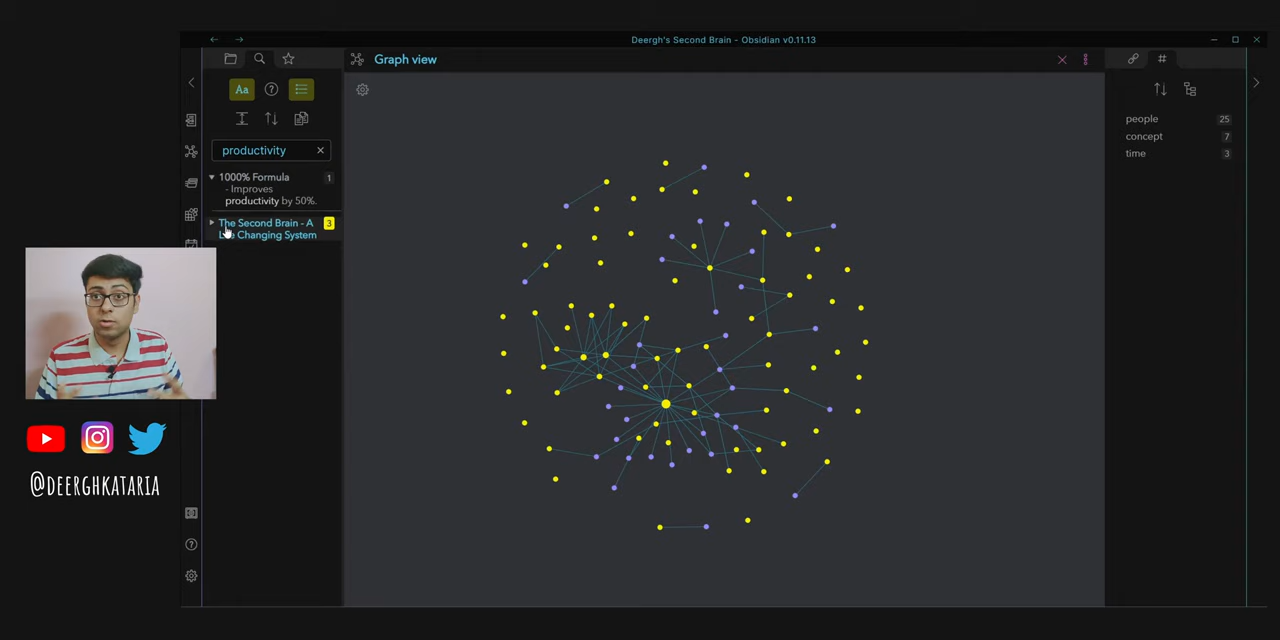 Deergh's Second Brain - Obsidian v0.11.13
Graph view
Aa
productivity
1000% Formula 1
- Improves
productivity by 50%.
The Second Brain - A 3
Changing System
people 25
concept 7
time 3
@DEERGHKATARIA